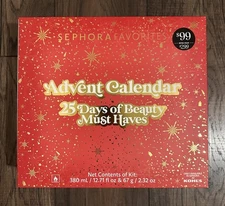 SEPHORA FAVORITES
$99
Advent Calendar
25 Days of Beauty
Must Haves
Net Contents of Kit:
380 mL / 12.71 fl oz & 67 g / 2.32 oz
KOHL'S